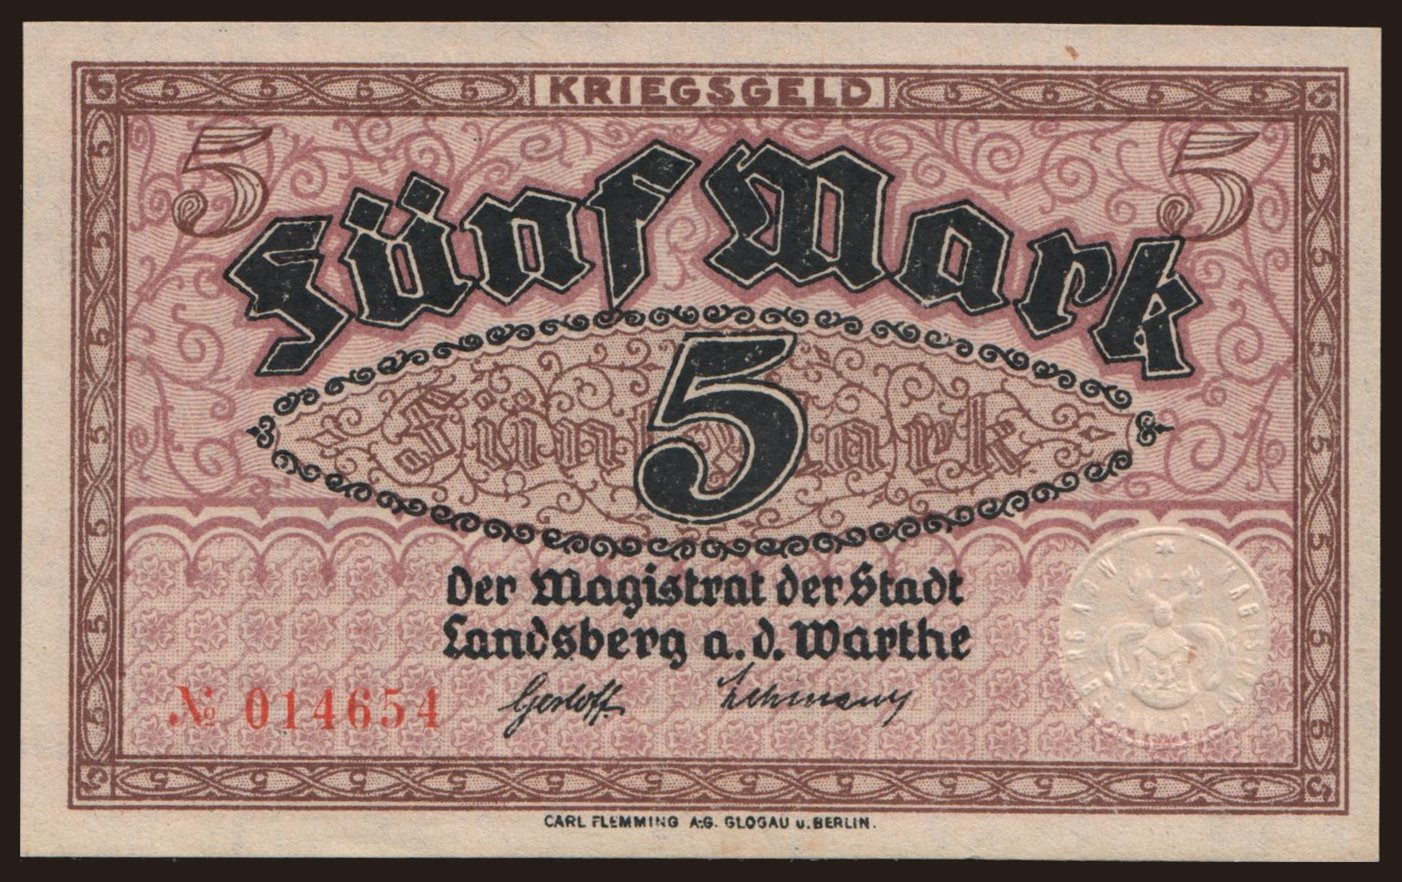 KRIEGSGELD
5 5
Fünf Mark
Fünf Mark
5
Der Magistrat der Stadt
Landsberg a. d. Warthe
№ 014654
Gerloff
CARL FLEMMING A.-G. GLOGAU u. BERLIN.